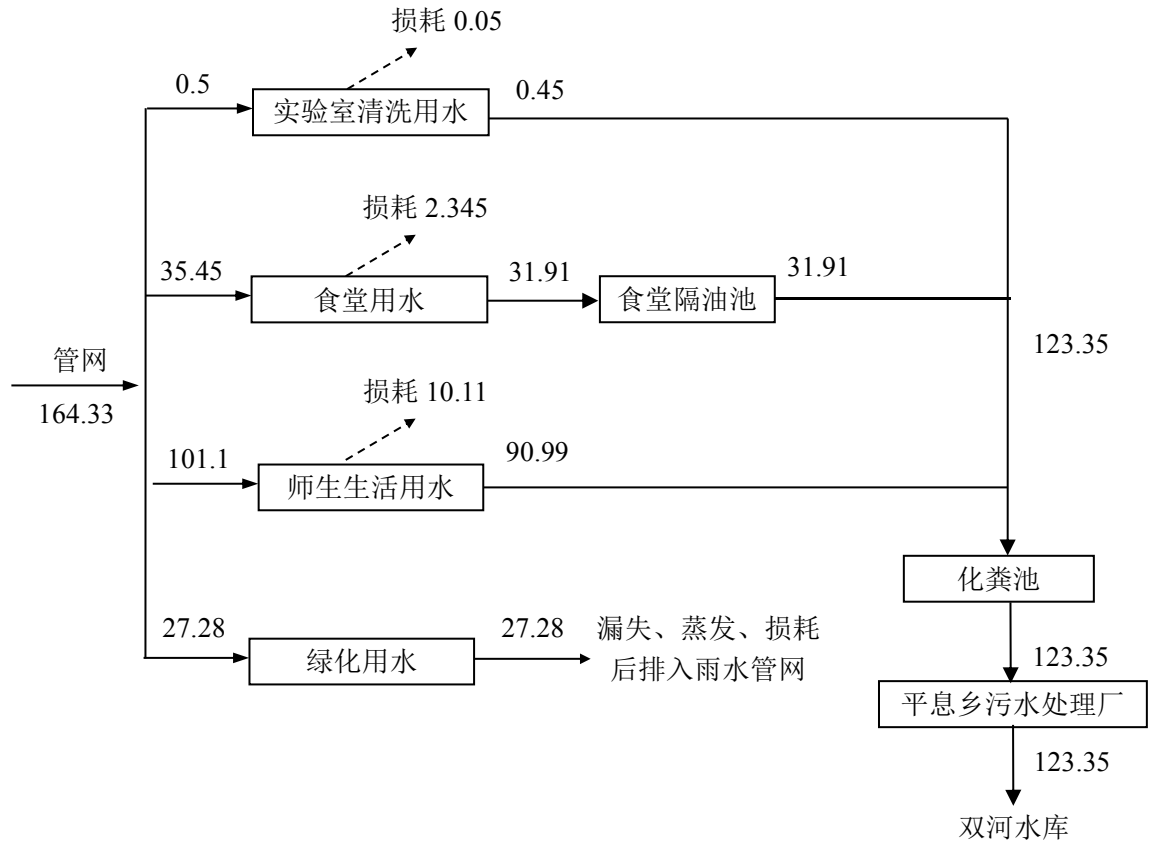 损耗 0.05
0.5
实验室清洗用水
0.45
损耗 2.345
35.45
食堂用水
31.91
食堂隔油池
31.91
123.35
管网
164.33
损耗 10.11
101.1
师生生活用水
90.99
化粪池
27.28
绿化用水
27.28
漏失、蒸发、损耗
后排入雨水管网
123.35
平息乡污水处理厂
123.35
双河水库